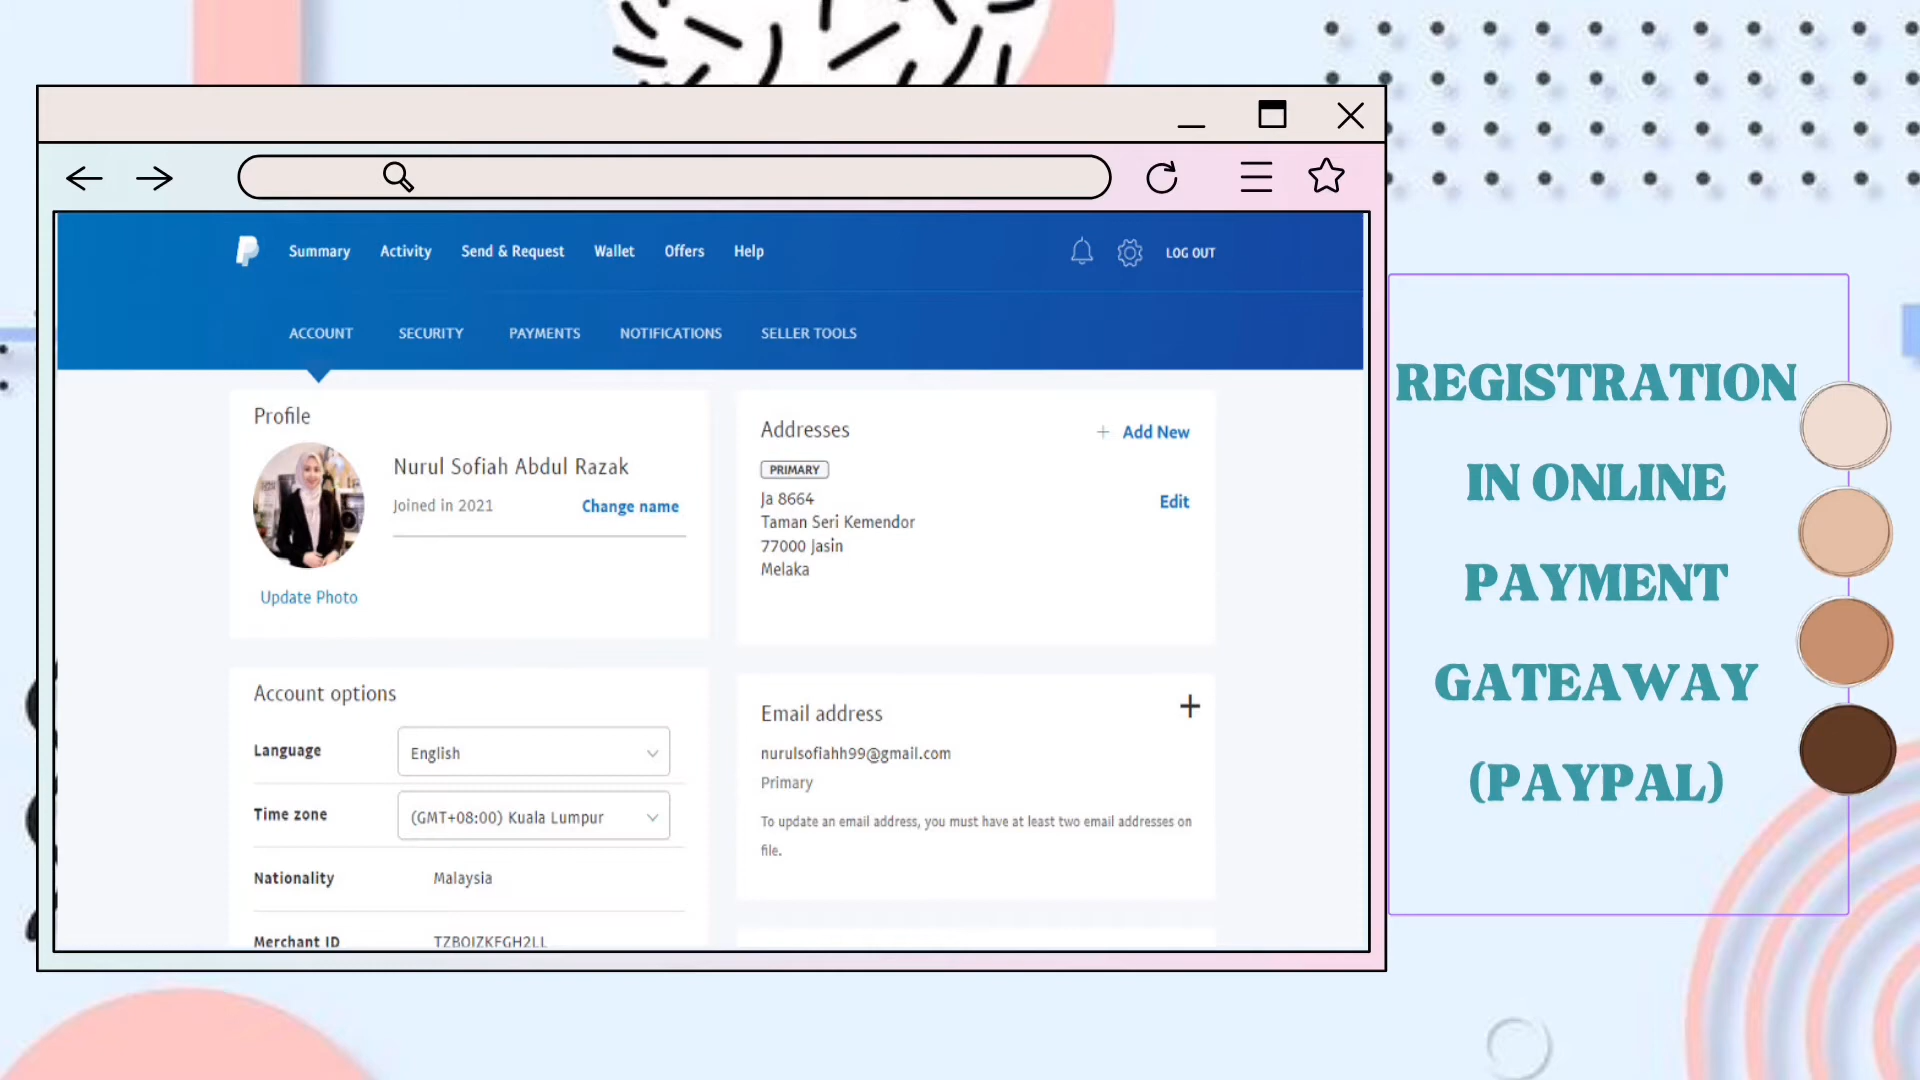 Summary Activity Send & Request Wallet Offers Help LOG OUT
ACCOUNT SECURITY PAYMENTS NOTIFICATIONS SELLER TOOLS
Profile
Nurul Sofiah Abdul Razak
Joined in 2021 Change name
Update Photo
Addresses
+ Add New
PRIMARY
Ja 8664
Edit
Taman Seri Kemendor
77000 Jasin
Melaka
Account options
Language English
Time zone (GMT+08:00) Kuala Lumpur
Nationality Malaysia
Merchant ID
Email address
nurulsofiahh99@gmail.com
Primary
To update an email address, you must have at least two email addresses on
file.
REGISTRATION
IN ONLINE
PAYMENT
GATEAWAY
(PAYPAL)